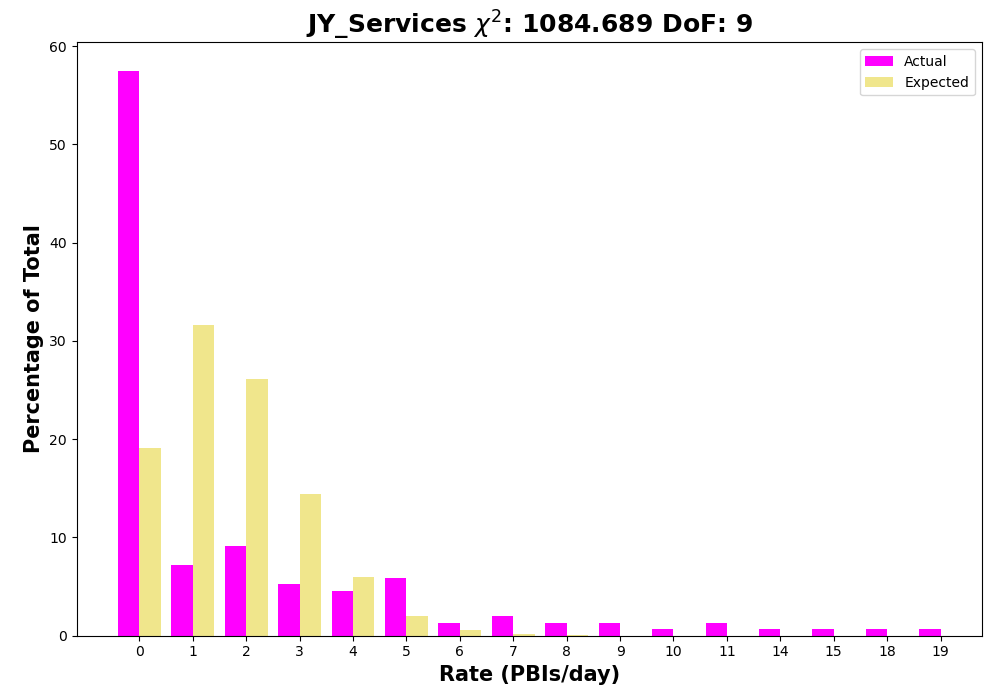 JY_Services χ²: 1084.689 DoF: 9
Actual
Expected
Percentage of Total
60
50
40
30
20
10
0
0 1 2 3 4 5 6 7 8 9 10 11 14 15 18 19
Rate (PBIs/day)